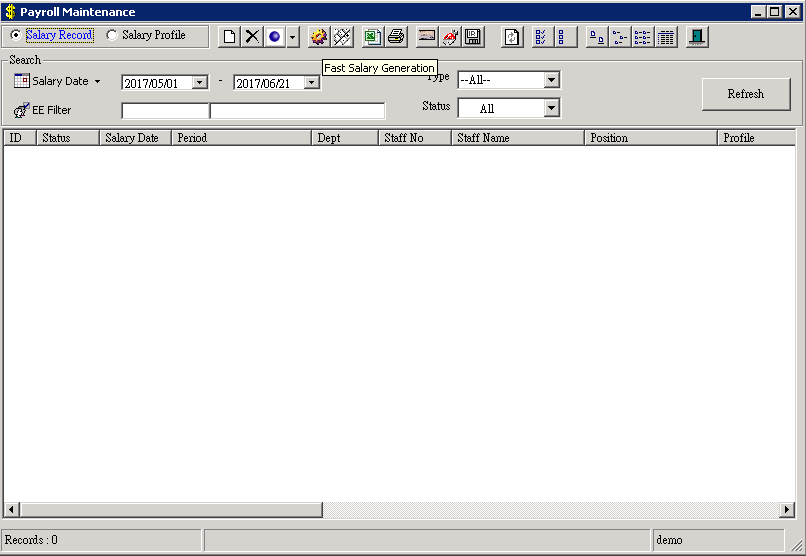 Payroll Maintenance
Salary Record Salary Profile
Fast Salary Generation
Search
Salary Date 2017/05/01 - 2017/06/21 Type --All--
EE Filter Status All
Refresh
ID Status Salary Date Period Dept Staff No Staff Name Position Profile
Records : 0 demo